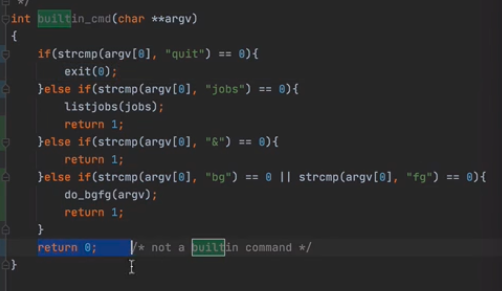 */
int builtin_cmd(char **argv)
{
if(strcmp(argv[0], "quit") == 0){
exit(0);
}else if(strcmp(argv[0], "jobs") == 0){
listjobs(jobs);
return 1;
}else if(strcmp(argv[0], "&") == 0){
return 1;
}else if(strcmp(argv[0], "bg") == 0 || strcmp(argv[0], "fg") == 0){
do_bgfg(argv);
return 1;
}
return 0; /* not a builtin command */
}